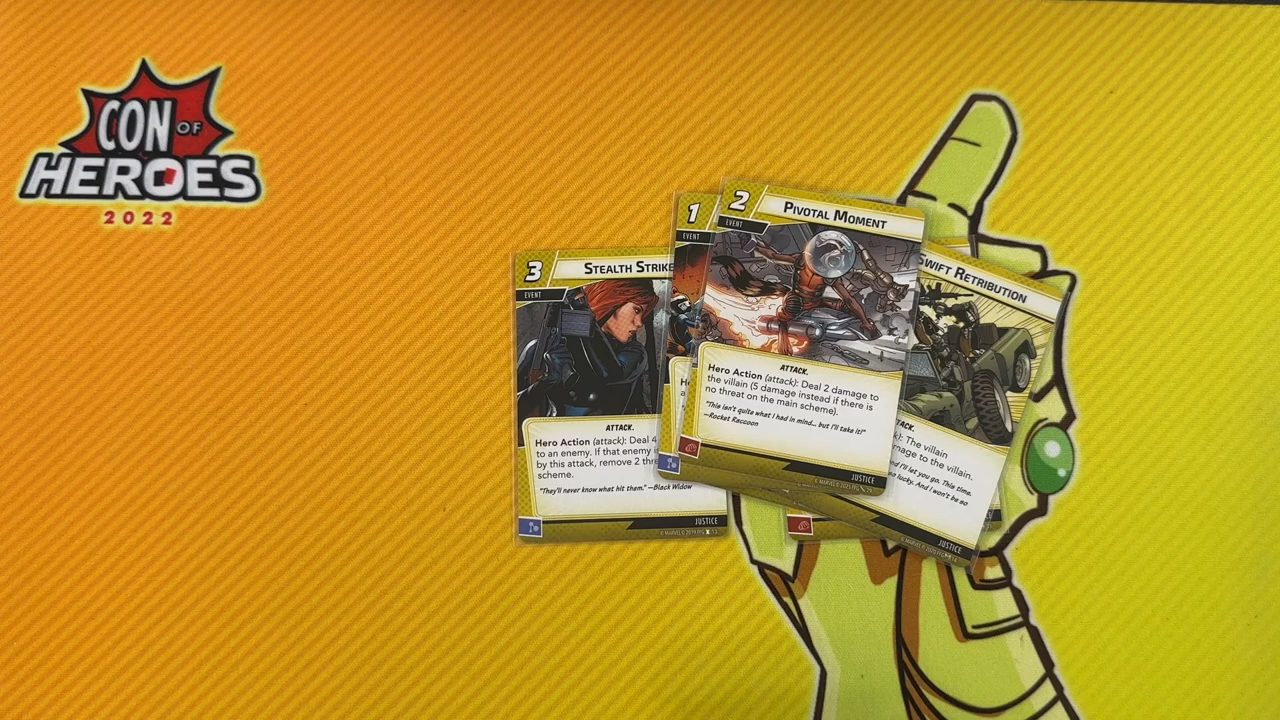 CON OF
HEROES
2022
3
STEALTH STRIKE
EVENT
ATTACK.
Hero Action (attack): Deal 4
to an enemy. If that enemy i
by this attack, remove 2 thr
scheme.
"They'll never know what hit them." —Black Widow
JUSTICE
1
EVENT
2
PIVOTAL MOMENT
EVENT
ATTACK.
Hero Action (attack): Deal 2 damage to
the villain (5 damage instead if there is
no threat on the main scheme).
"This isn't quite what I had in mind... but I'll take it!"
—Rocket Raccoon
JUSTICE
SWIFT RETRIBUTION
TACK.
k): The villain
mage to the villain.
nd I'll let you go. This time.
so lucky. And I won't be so
JUSTICE